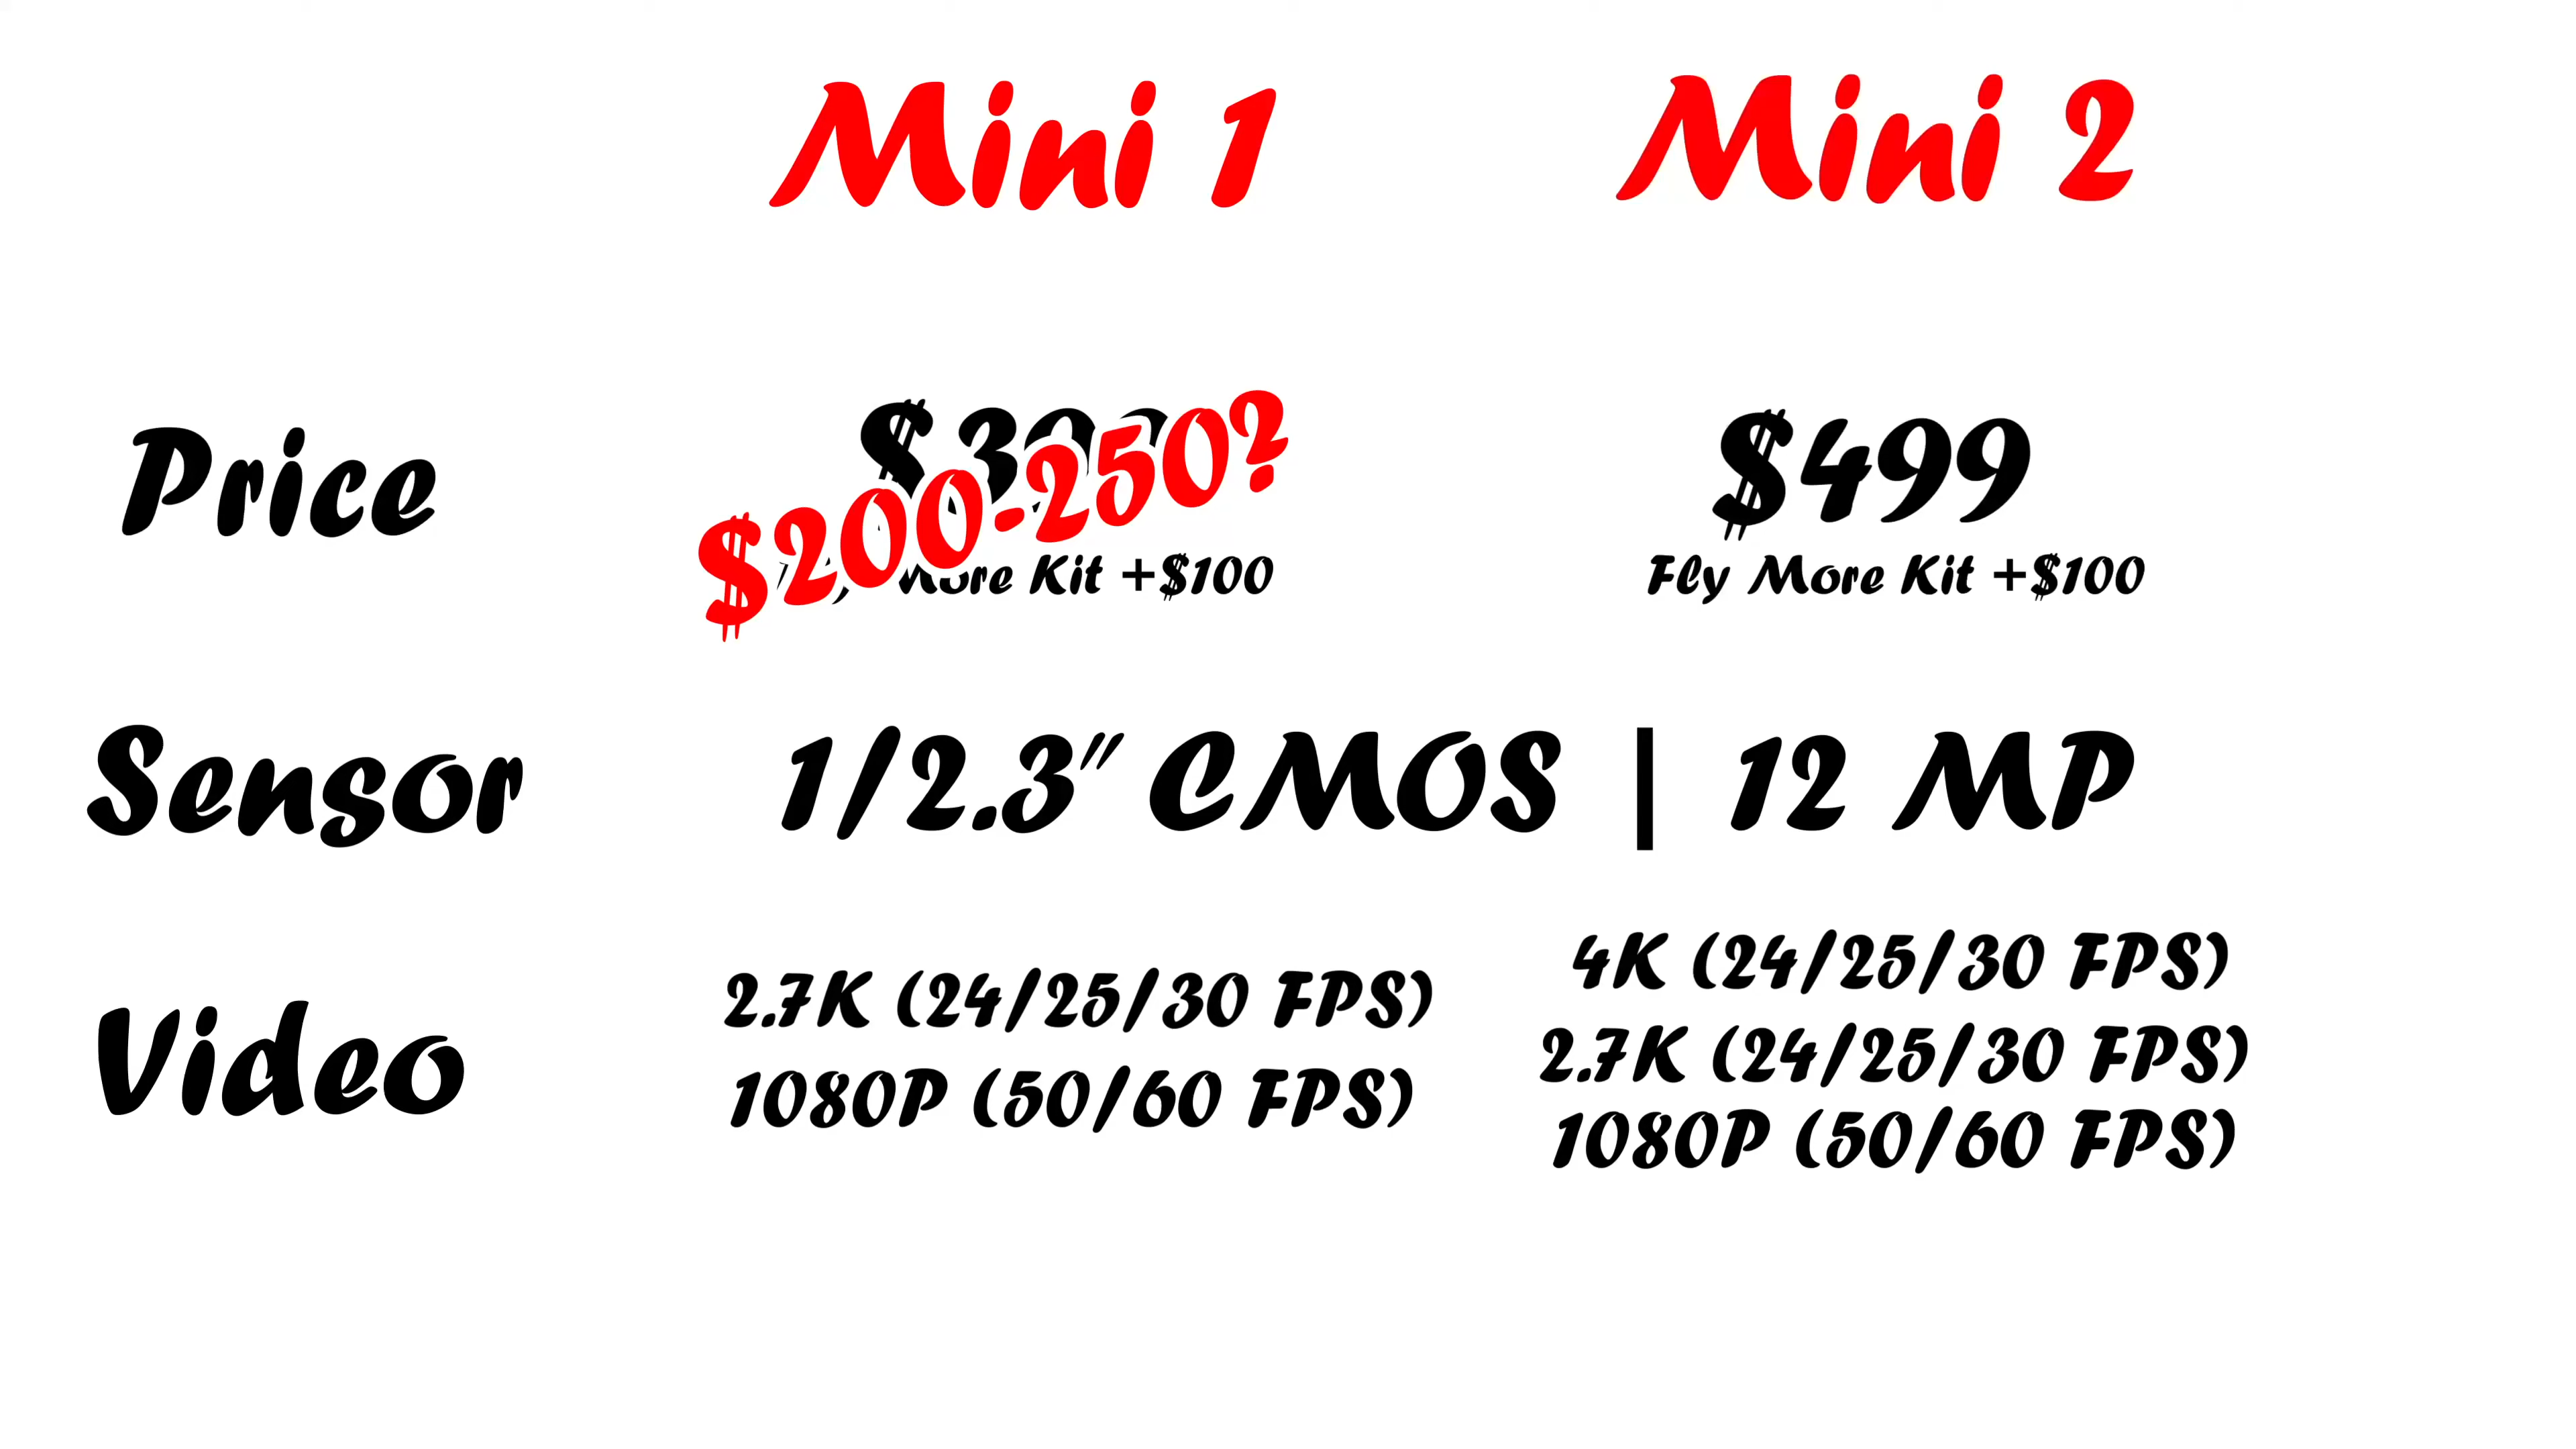 Mini 1 Mini 2
Price $200-250? $499
More Kit +$100 Fly More Kit +$100
Sensor 1/2.3" CMOS | 12 MP
Video
2.7K (24/25/30 FPS)
1080P (50/60 FPS)
4K (24/25/30 FPS)
2.7K (24/25/30 FPS)
1080P (50/60 FPS)